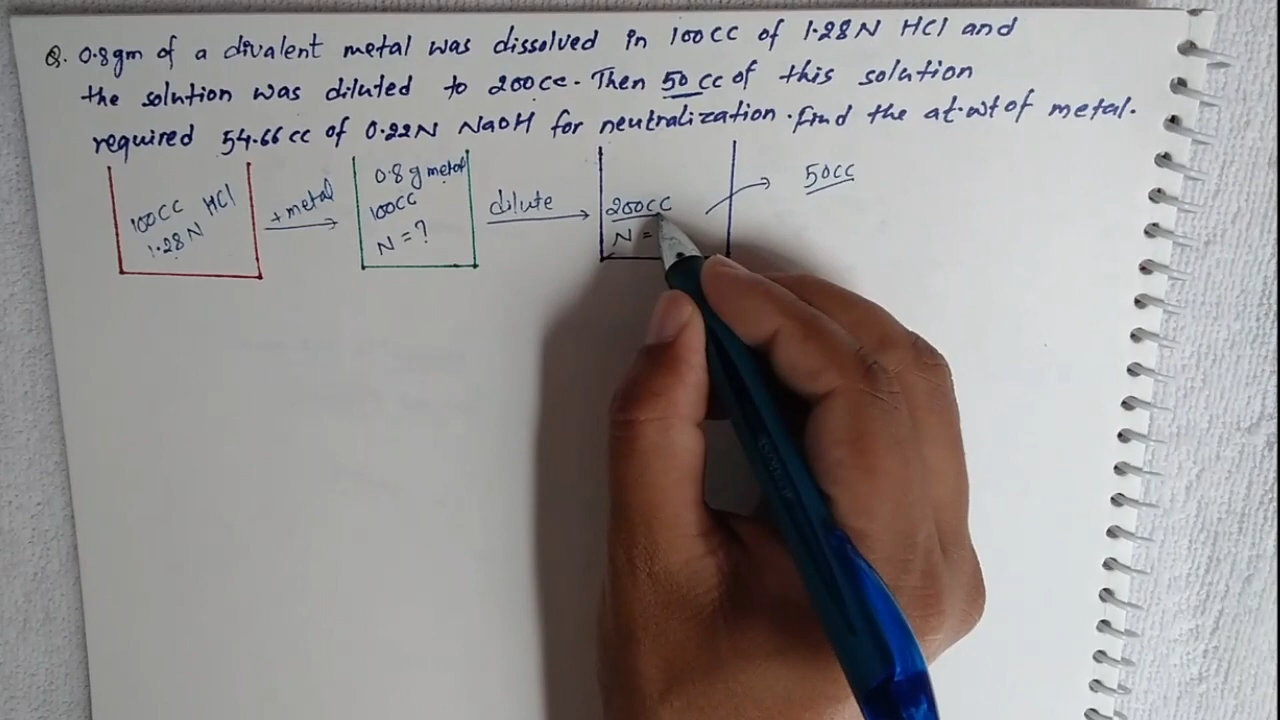 Q. 0.8gm of a divalent metal was dissolved in 100CC of 1.28N HCl and
the solution was diluted to 200cc. Then 50 cc of this solution
required 54.66cc of 0.22N NaOH for neutralization. find the at.wt of metal.
100CC HCl
1.28N
+metal
0.8g metal
100CC
N=?
dilute
200CC
N =
50CC